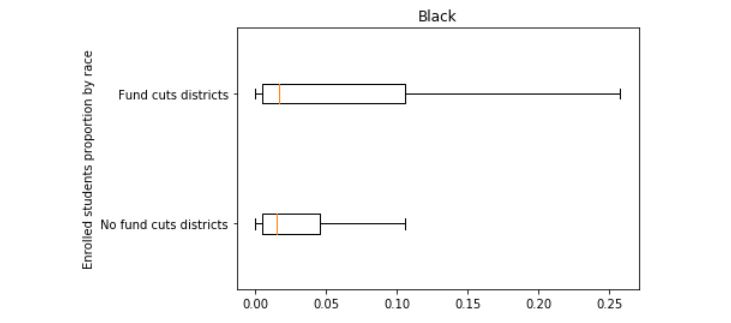 Black
Enrolled students proportion by race
Fund cuts districts
No fund cuts districts
0.00 0.05 0.10 0.15 0.20 0.25